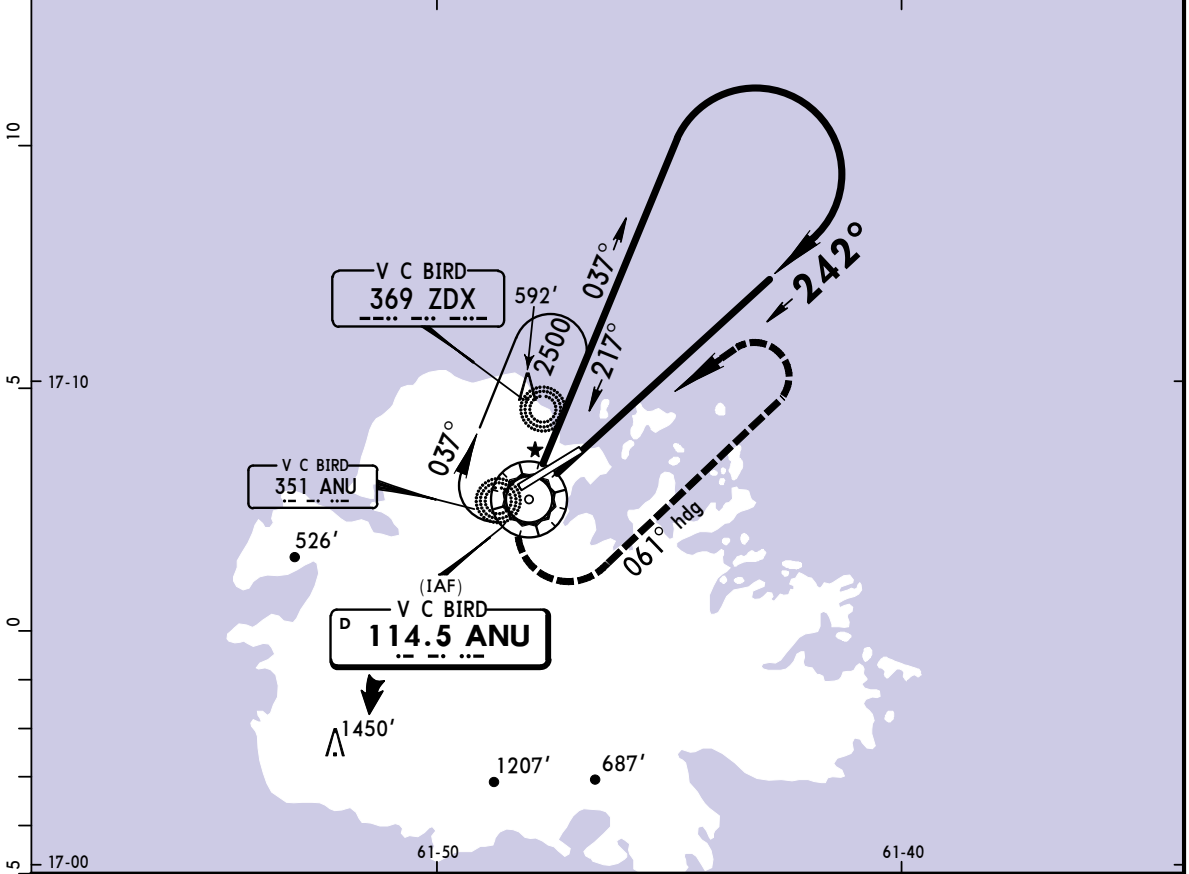 10
242°
037°
V C BIRD
369 ZDX
592'
2500
217°
5
17-10
037°
V C BIRD
351 ANU
526'
061° hdg
(IAF)
V C BIRD
D 114.5 ANU
0
1450'
1207'
687'
5
17-00
61-50
61-40